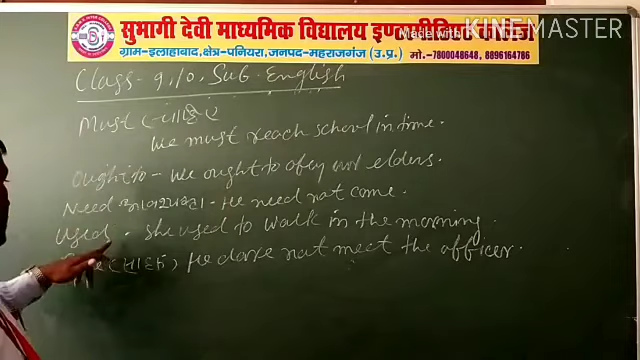 सुभागी देवी माध्यमिक विद्यालय इण्टरमीडिएट कॉलेज
Made with KINEMASTER
ग्राम-इलाहाबाद, क्षेत्र-पनियरा, जनपद-महराजगंज (उ.प्र.) मो.-7800048648, 8896164786
Class-9,10, Sub-English
Must
We must reach school in time.
Ought to - We ought to obey our elders.
Need आवश्यकता - He need not come.
Used. She used to walk in the morning.
(साहस) He dare not meet the officer.